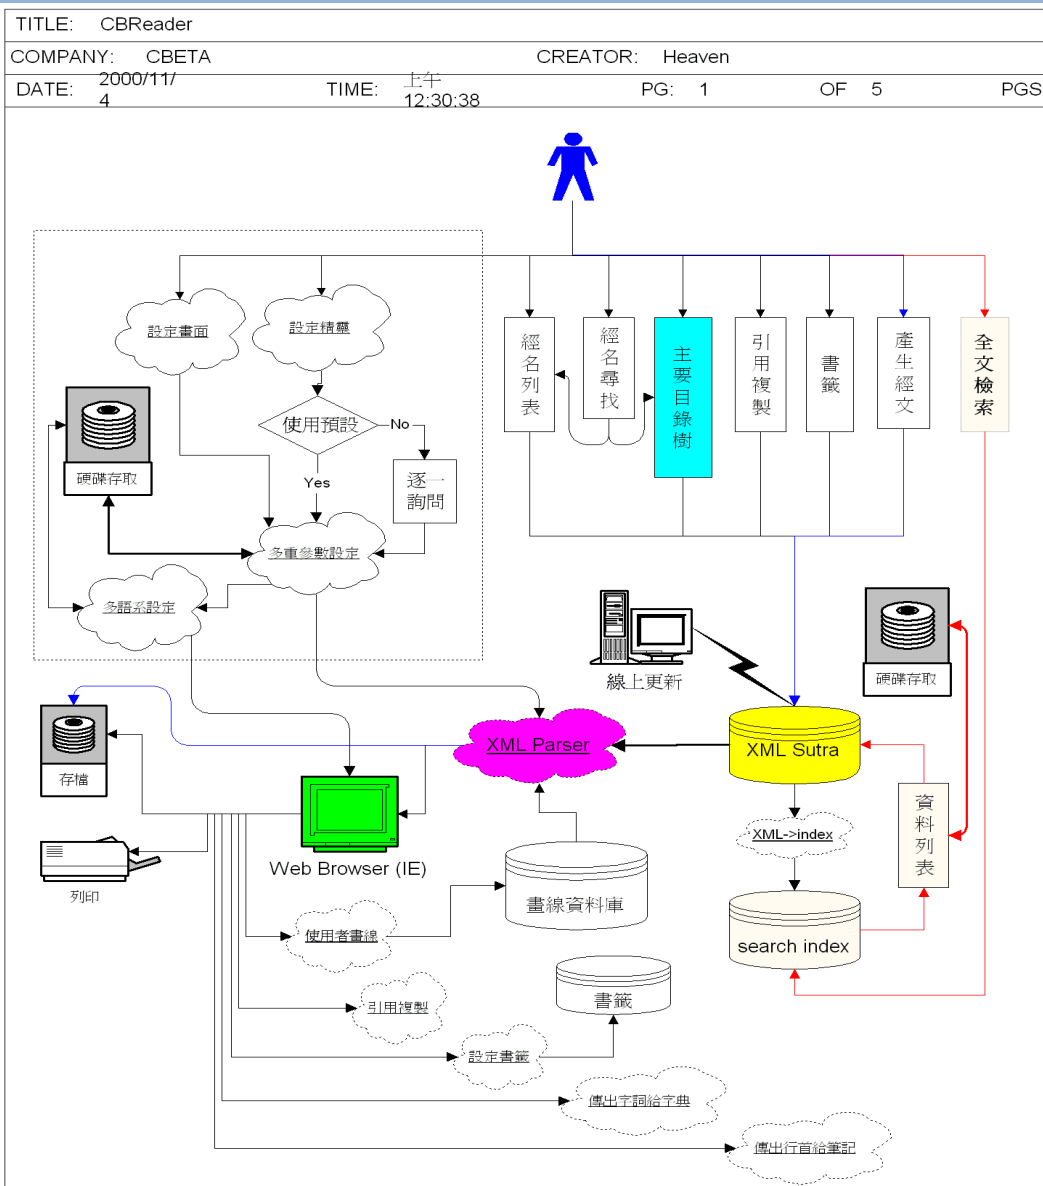 TITLE: CBReader
COMPANY: CBETA CREATOR: Heaven
DATE: 2000/11/4 TIME: 上午 12:30:38 PG: 1 OF 5 PGS
設定畫面
設定精靈
經名列表
經名尋找
主要目錄樹
引用複製
書籤
產生經文
全文檢索
使用預設
No
Yes
逐一詢問
硬碟存取
多重參數設定
多語系設定
線上更新
硬碟存取
XML Parser
XML Sutra
存檔
資料列表
XML->index
Web Browser (IE)
列印
畫線資料庫
使用者畫線
search index
書籤
引用複製
設定書籤
傳出字詞給字典
傳出行首給筆記